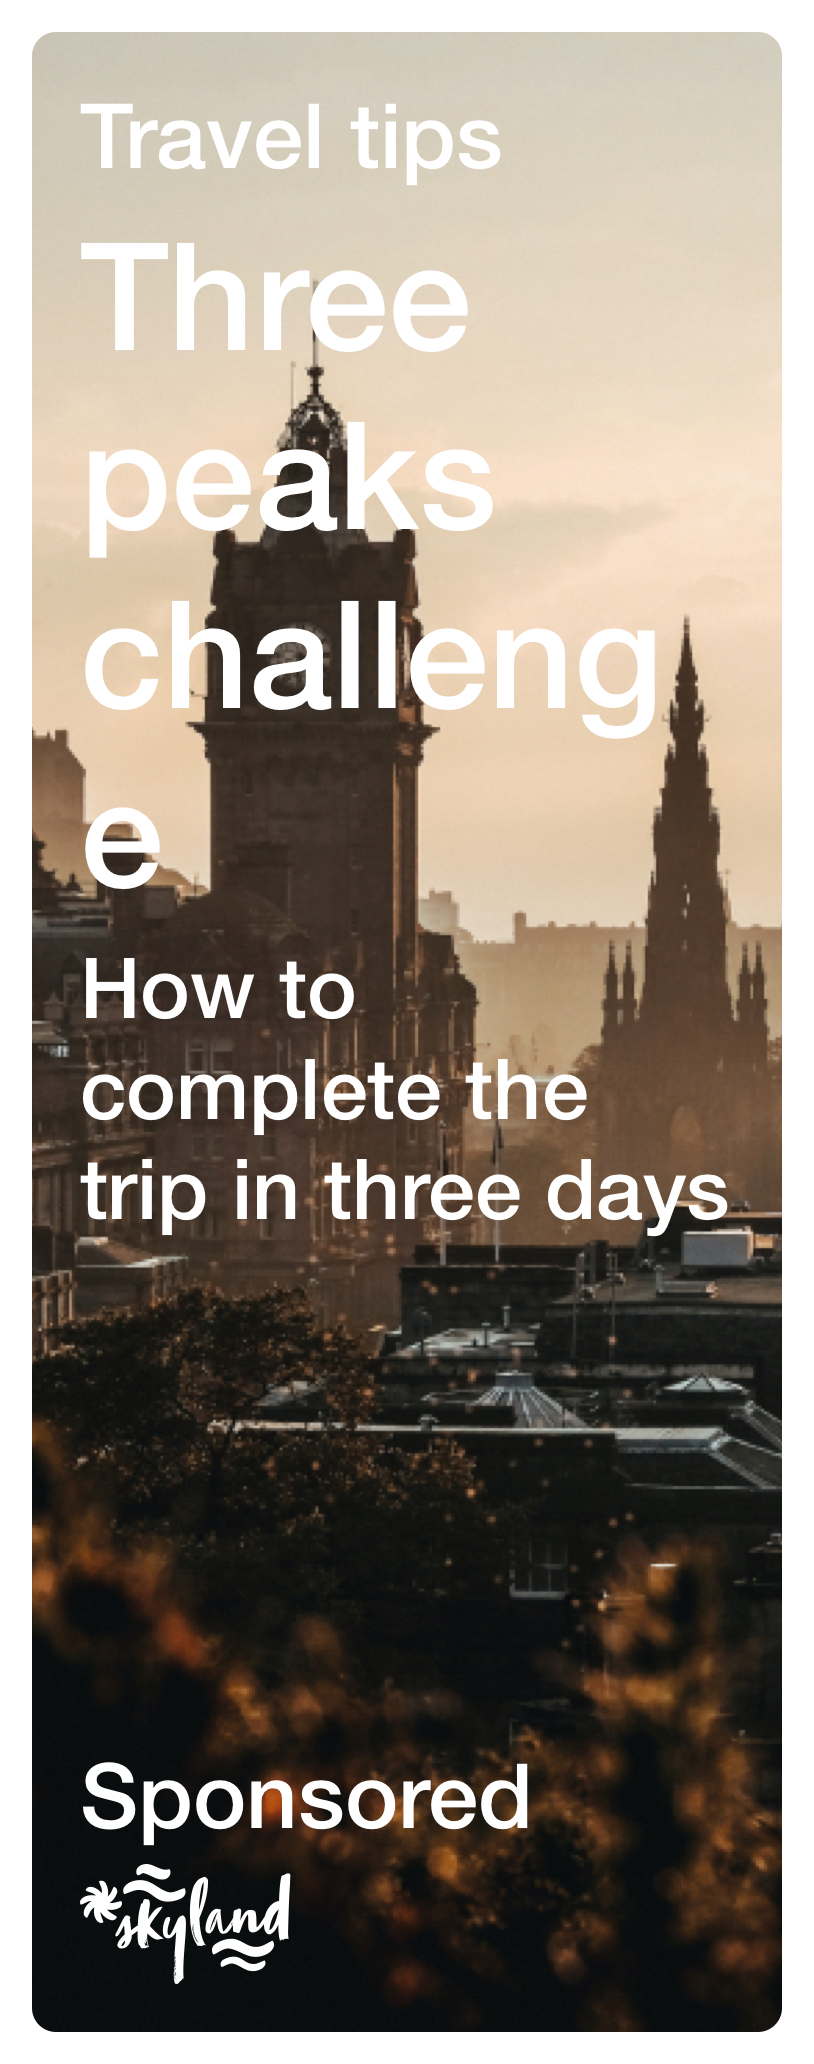 Travel tips
Three
peaks
challeng
e
How to
complete the
trip in three days
Sponsored
skyland